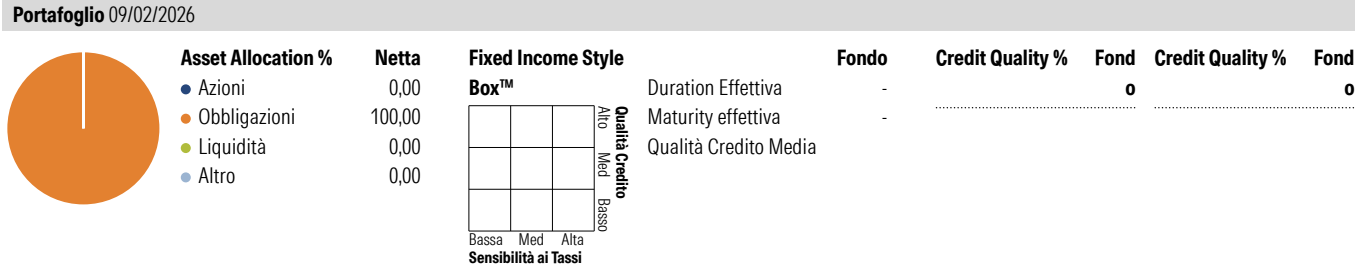 Portafoglio 09/02/2026
Asset Allocation % Netta
Azioni 0,00
Obbligazioni 100,00
Liquidità 0,00
Altro 0,00
Fixed Income Style
Box™
Alto Med Basso
Qualità Credito
Bassa Med Alta
Sensibilità ai Tassi
Fondo
Duration Effettiva -
Maturity effettiva -
Qualità Credito Media
Credit Quality % Fond
o
Credit Quality % Fond
o